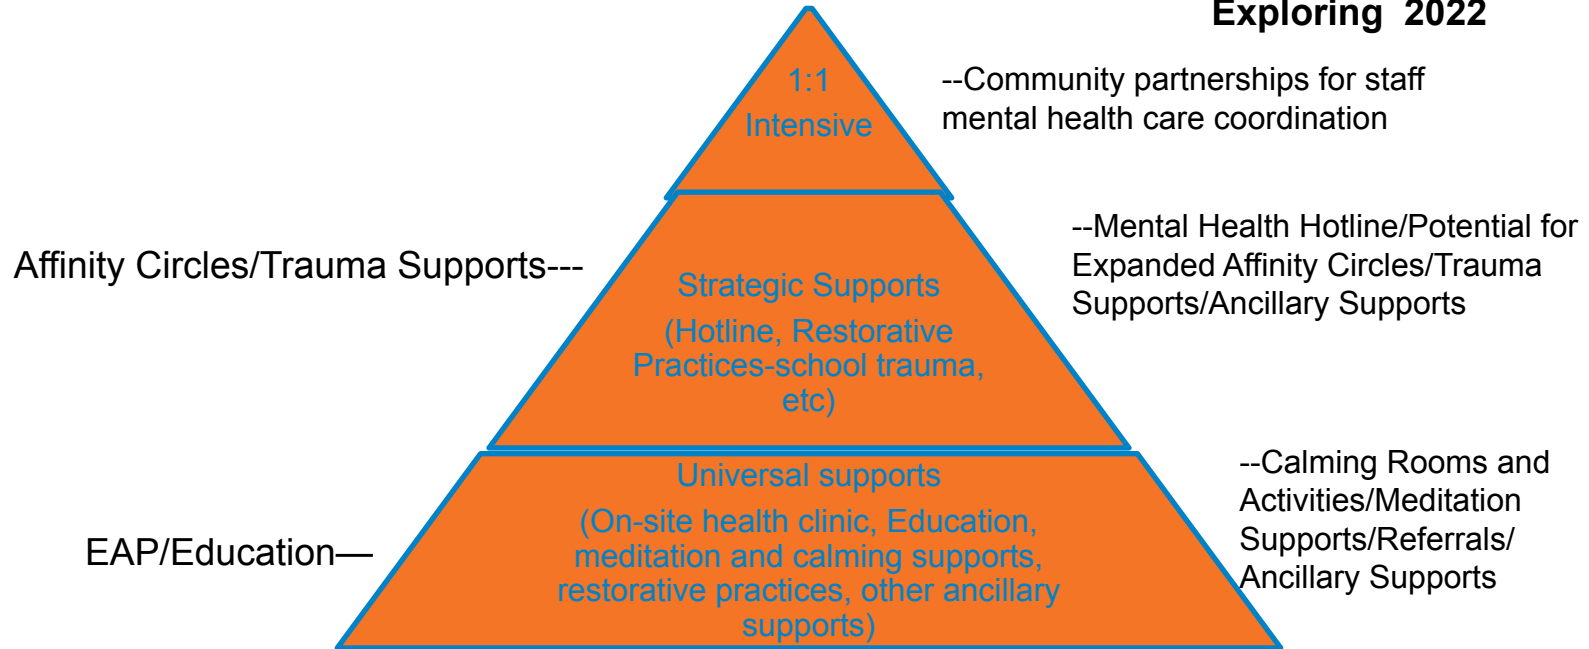 Exploring 2022
1:1
Intensive
--Community partnerships for staff
mental health care coordination
Affinity Circles/Trauma Supports---
Strategic Supports
(Hotline, Restorative
Practices-school trauma,
etc)
--Mental Health Hotline/Potential for
Expanded Affinity Circles/Trauma
Supports/Ancillary Supports
EAP/Education—
Universal supports
(On-site health clinic, Education,
meditation and calming supports,
restorative practices, other ancillary
supports)
--Calming Rooms and
Activities/Meditation
Supports/Referrals/
Ancillary Supports